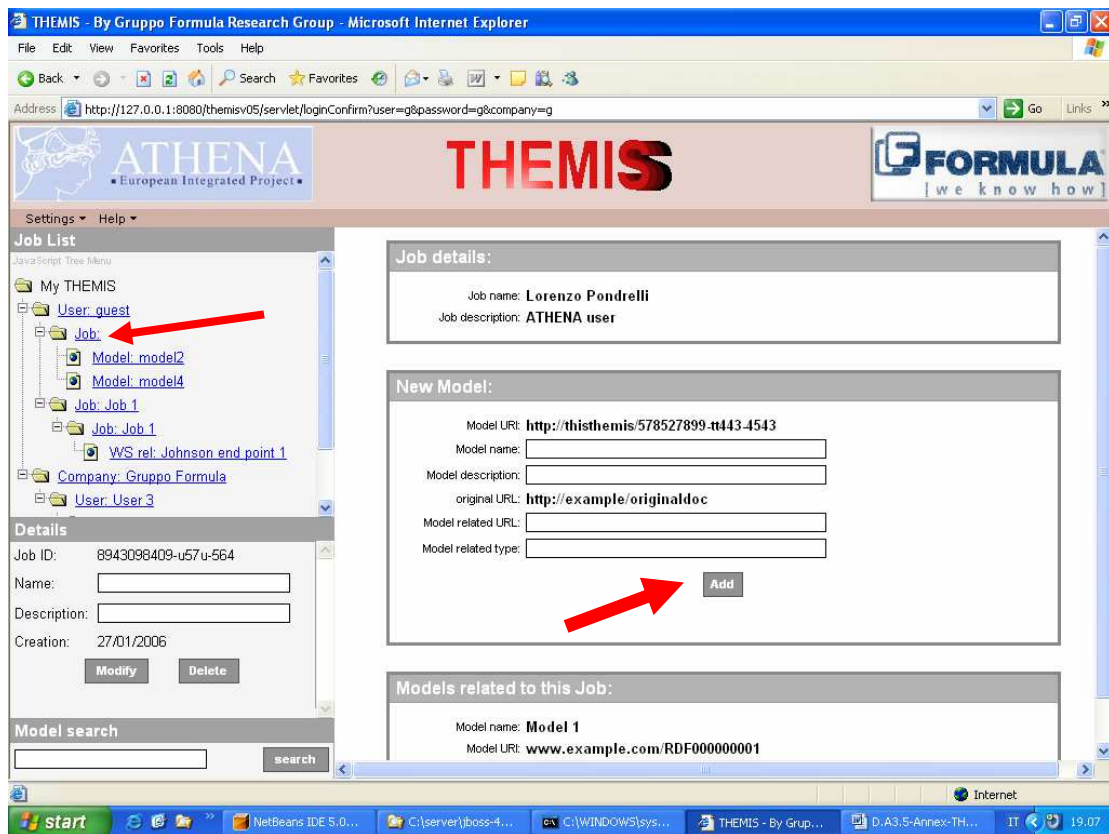 THEMIS - By Gruppo Formula Research Group - Microsoft Internet Explorer
File Edit View Favorites Tools Help
Back Search Favorites
Address http://127.0.0.1:8080/themisv05/servlet/loginConfirm?user=g&password=g&company=g Go Links »
ATHENA
• European Integrated Project •
THEMIS
FORMULA
[we know how]
Settings Help
Job List
JavaScript Tree Menu
My THEMIS
User: guest
Job:
Model: model2
Model: model4
Job: Job 1
Job: Job 1
WS rel: Johnson end point 1
Company: Gruppo Formula
User: User 3
Details
Job ID: 8943098409-u57u-564
Name:
Description:
Creation: 27/01/2006
Modify Delete
Model search
search
Job details:
Job name: Lorenzo Pondrelli
Job description: ATHENA user
New Model:
Model URI: http://thisthemis/578527899-tt443-4543
Model name:
Model description:
original URL: http://example/originaldoc
Model related URL:
Model related type:
Add
Models related to this Job:
Model name: Model 1
Model URI: www.example.com/RDF000000001
Internet
start » NetBeans IDE 5.0... C:\server\jboss-4... C:\WINDOWS\sys... THEMIS - By Grup... D.A3.5-Annex-TH... IT 19.07